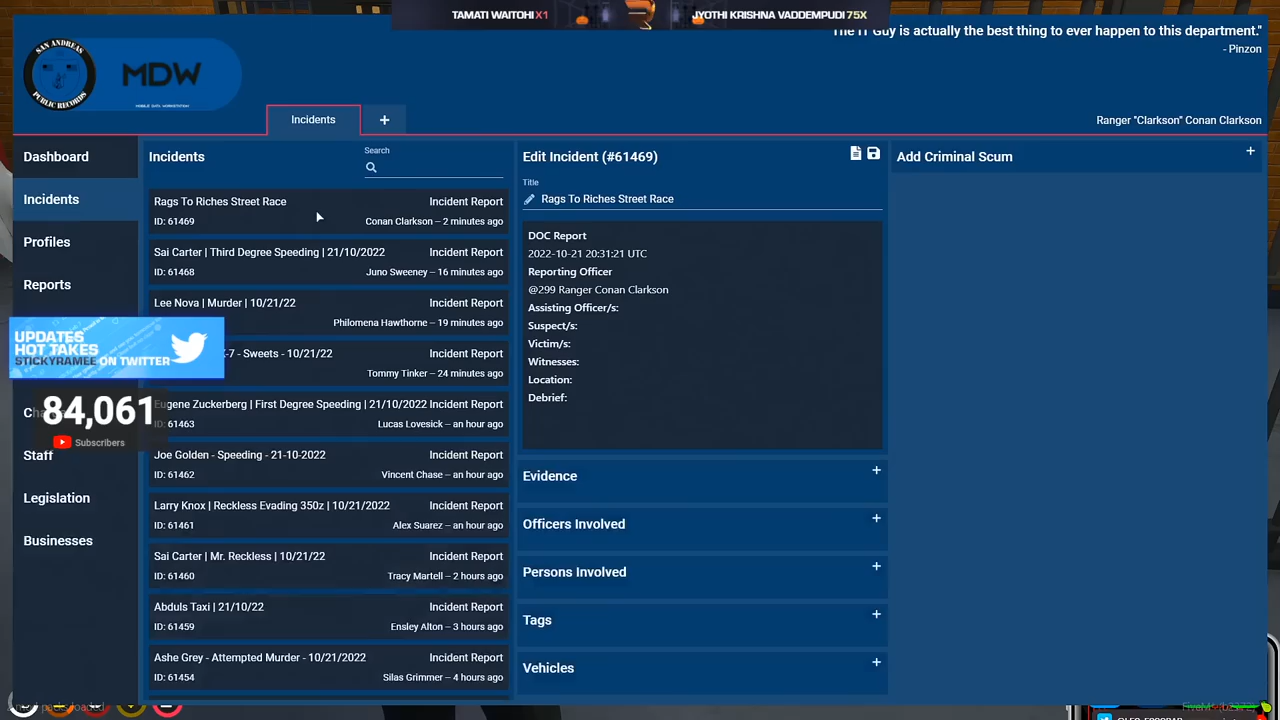 TAMATI WAITOHI X1
JYOTHI KRISHNA VADDEMPUDI 75X
"The IT Guy is actually the best thing to ever happen to this department."
- Pinzon
SAN ANDREAS
PUBLIC RECORDS
MDW
MOBILE DATA WORKSTATION
Incidents
+
Ranger "Clarkson" Conan Clarkson
Dashboard
Incidents
Profiles
Reports
Staff
Legislation
Businesses
UPDATES
HOT TAKES
STICKYRAMEE ON TWITTER
84,061
Subscribers
Incidents
Search
Rags To Riches Street Race Incident Report
ID: 61469 Conan Clarkson – 2 minutes ago
Sai Carter | Third Degree Speeding | 21/10/2022 Incident Report
ID: 61468 Juno Sweeney – 16 minutes ago
Lee Nova | Murder | 10/21/22 Incident Report
Philomena Hawthorne – 19 minutes ago
-7 - Sweets - 10/21/22 Incident Report
Tommy Tinker – 24 minutes ago
Eugene Zuckerberg | First Degree Speeding | 21/10/2022 Incident Report
ID: 61463 Lucas Lovesick – an hour ago
Joe Golden - Speeding - 21-10-2022 Incident Report
ID: 61462 Vincent Chase – an hour ago
Larry Knox | Reckless Evading 350z | 10/21/2022 Incident Report
ID: 61461 Alex Suarez – an hour ago
Sai Carter | Mr. Reckless | 10/21/22 Incident Report
ID: 61460 Tracy Martell – 2 hours ago
Abduls Taxi | 21/10/22 Incident Report
ID: 61459 Ensley Alton – 3 hours ago
Ashe Grey - Attempted Murder - 10/21/2022 Incident Report
ID: 61454 Silas Grimmer – 4 hours ago
Edit Incident (#61469)
Title
Rags To Riches Street Race
DOC Report
2022-10-21 20:31:21 UTC
Reporting Officer
@299 Ranger Conan Clarkson
Assisting Officer/s:
Suspect/s:
Victim/s:
Witnesses:
Location:
Debrief:
Evidence +
Officers Involved +
Persons Involved +
Tags +
Vehicles +
Add Criminal Scum +
packs loaded